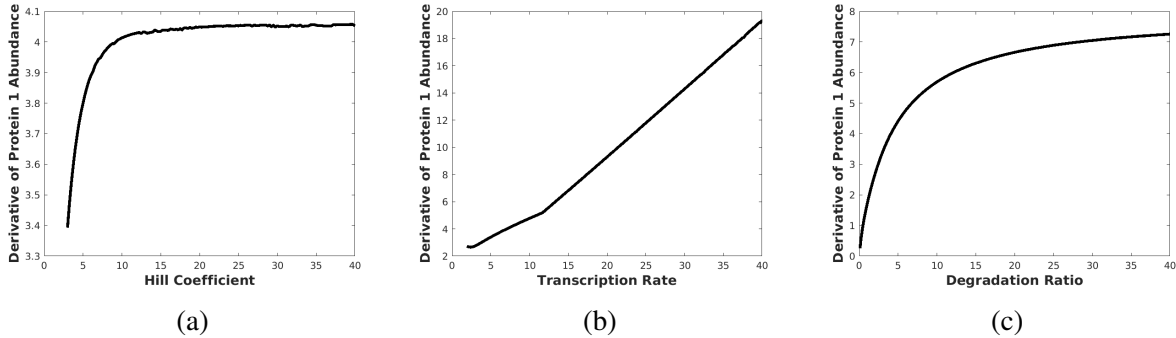 Derivative of Protein 1 Abundance
4.1
4
3.9
3.8
3.7
3.6
3.5
3.4
3.3
0 5 10 15 20 25 30 35 40
Hill Coefficient
(a)
Derivative of Protein 1 Abundance
20
18
16
14
12
10
8
6
4
2
0 5 10 15 20 25 30 35 40
Transcription Rate
(b)
Derivative of Protein 1 Abundance
8
7
6
5
4
3
2
1
0
0 5 10 15 20 25 30 35 40
Degradation Ratio
(c)